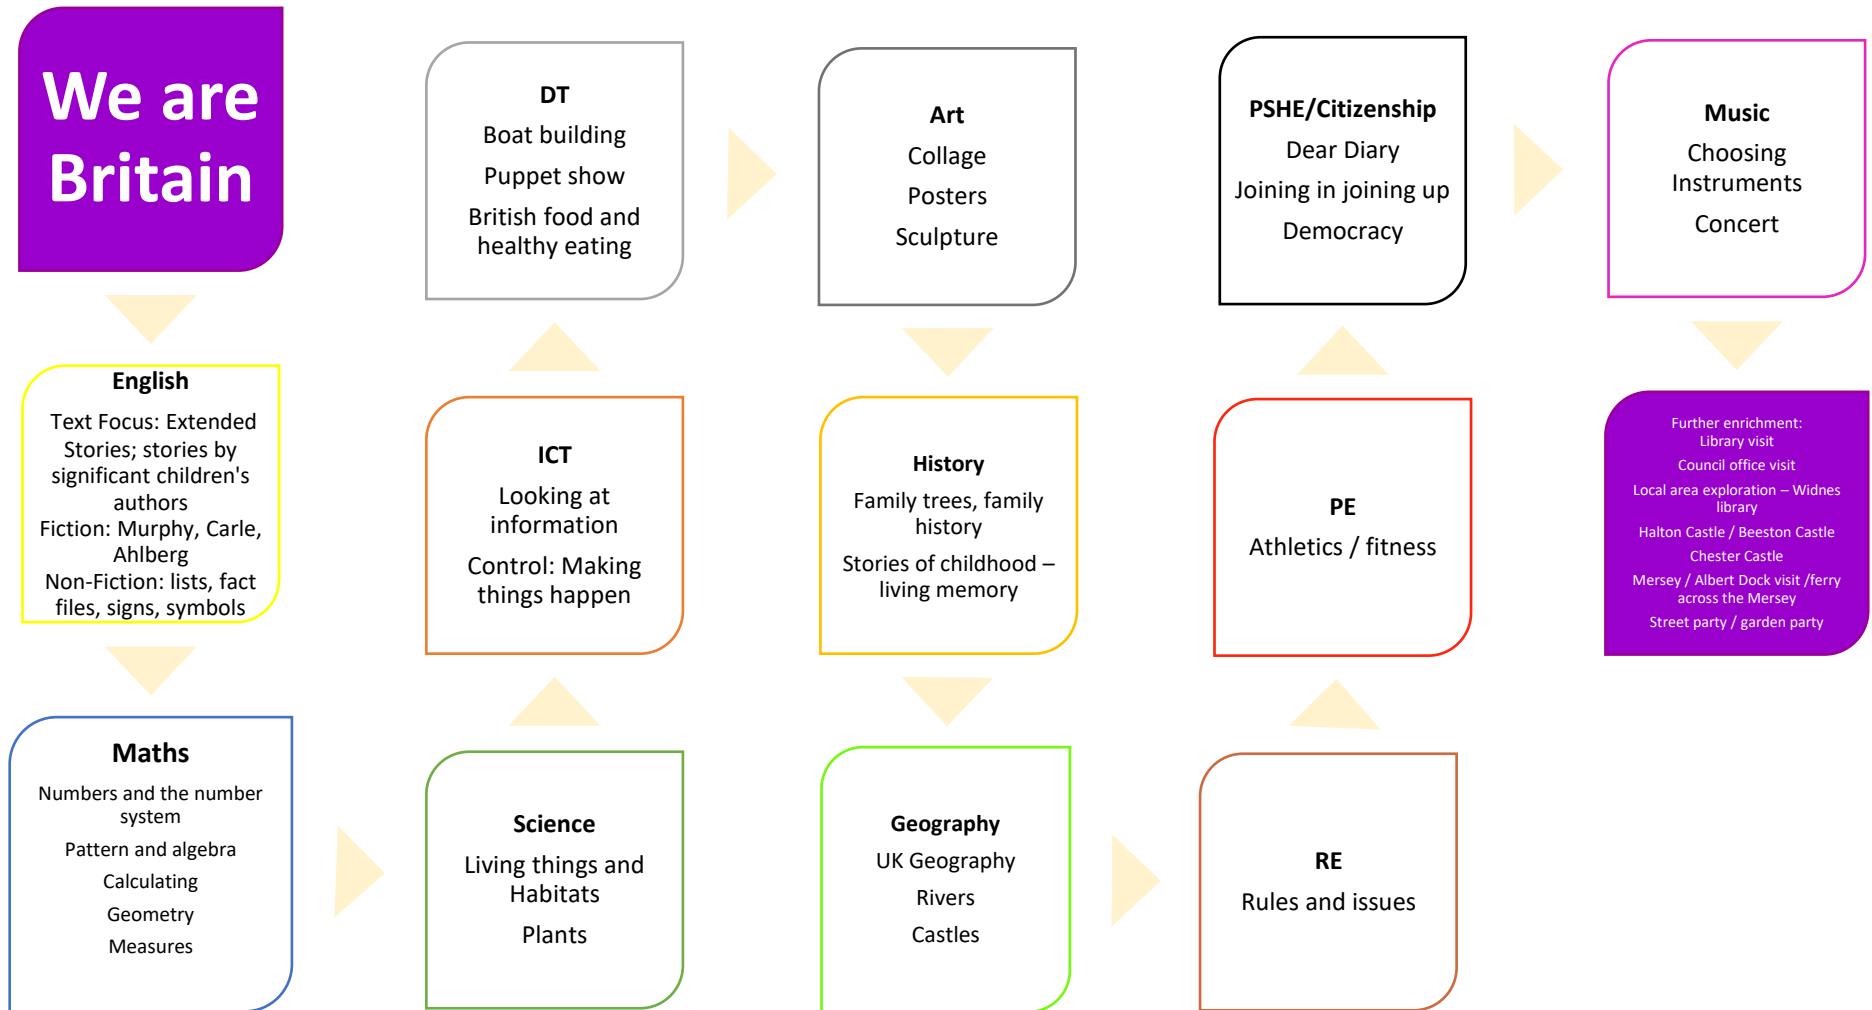 We are
Britain
English
Text Focus: Extended
Stories; stories by
significant children's
authors
Fiction: Murphy, Carle,
Ahlberg
Non-Fiction: lists, fact
files, signs, symbols
Maths
Numbers and the number
system
Pattern and algebra
Calculating
Geometry
Measures
Science
Living things and
Habitats
Plants
ICT
Looking at
information
Control: Making
things happen
DT
Boat building
Puppet show
British food and
healthy eating
Art
Collage
Posters
Sculpture
History
Family trees, family
history
Stories of childhood –
living memory
Geography
UK Geography
Rivers
Castles
RE
Rules and issues
PE
Athletics / fitness
PSHE/Citizenship
Dear Diary
Joining in joining up
Democracy
Music
Choosing
Instruments
Concert
Further enrichment:
Library visit
Council office visit
Local area exploration – Widnes
library
Halton Castle / Beeston Castle
Chester Castle
Mersey / Albert Dock visit /ferry
across the Mersey
Street party / garden party